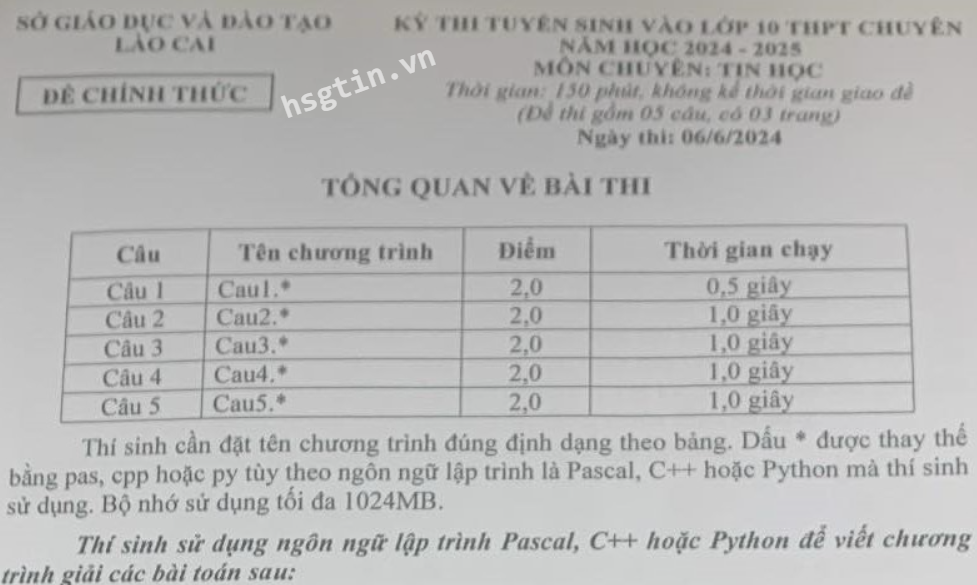 SỞ GIÁO DỤC VÀ ĐÀO TẠO
LÀO CAI
ĐỀ CHÍNH THỨC
KỲ THI TUYỂN SINH VÀO LỚP 10 THPT CHUYÊN
NĂM HỌC 2024 - 2025
MÔN CHUYÊN: TIN HỌC
Thời gian: 150 phút, không kể thời gian giao đề
(Đề thi gồm 05 câu, có 03 trang)
Ngày thi: 06/6/2024
hsgtin.vn
TỔNG QUAN VỀ BÀI THI
Câu Tên chương trình Điểm Thời gian chạy
Câu 1 Cau1.* 2,0 0,5 giây
Câu 2 Cau2.* 2,0 1,0 giây
Câu 3 Cau3.* 2,0 1,0 giây
Câu 4 Cau4.* 2,0 1,0 giây
Câu 5 Cau5.* 2,0 1,0 giây
Thí sinh cần đặt tên chương trình đúng định dạng theo bảng. Dấu * được thay thế
bằng pas, cpp hoặc py tùy theo ngôn ngữ lập trình là Pascal, C++ hoặc Python mà thí sinh
sử dụng. Bộ nhớ sử dụng tối đa 1024MB.
Thí sinh sử dụng ngôn ngữ lập trình Pascal, C++ hoặc Python để viết chương
trình giải các bài toán sau: